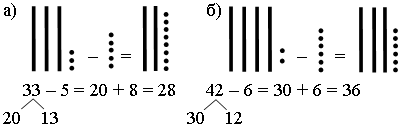 а) – = б) – =
33 – 5 = 20 + 8 = 28 42 – 6 = 30 + 6 = 36
20 13 30 12